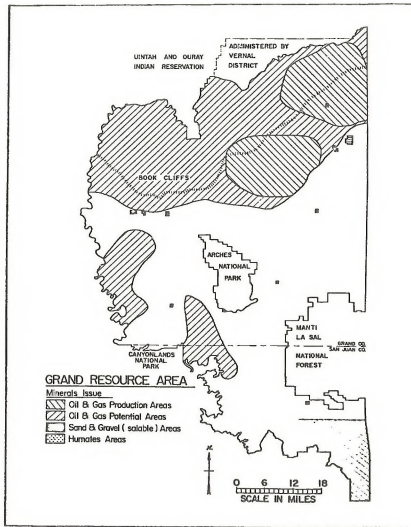 ADMINISTERED BY
VERNAL
DISTRICT
UINTAH AND OURAY
INDIAN RESERVATION
BOOK CLIFFS
ARCHES
NATIONAL
PARK
MANTI
LA SAL
NATIONAL
FOREST
GRAND CO.
SAN JUAN CO.
CANYONLANDS
NATIONAL
PARK
GRAND RESOURCE AREA
Minerals Issue
Oil & Gas Production Areas
Oil & Gas Potential Areas
Sand & Gravel (salable) Areas
Humates Areas
N
0 6 12 18
SCALE IN MILES